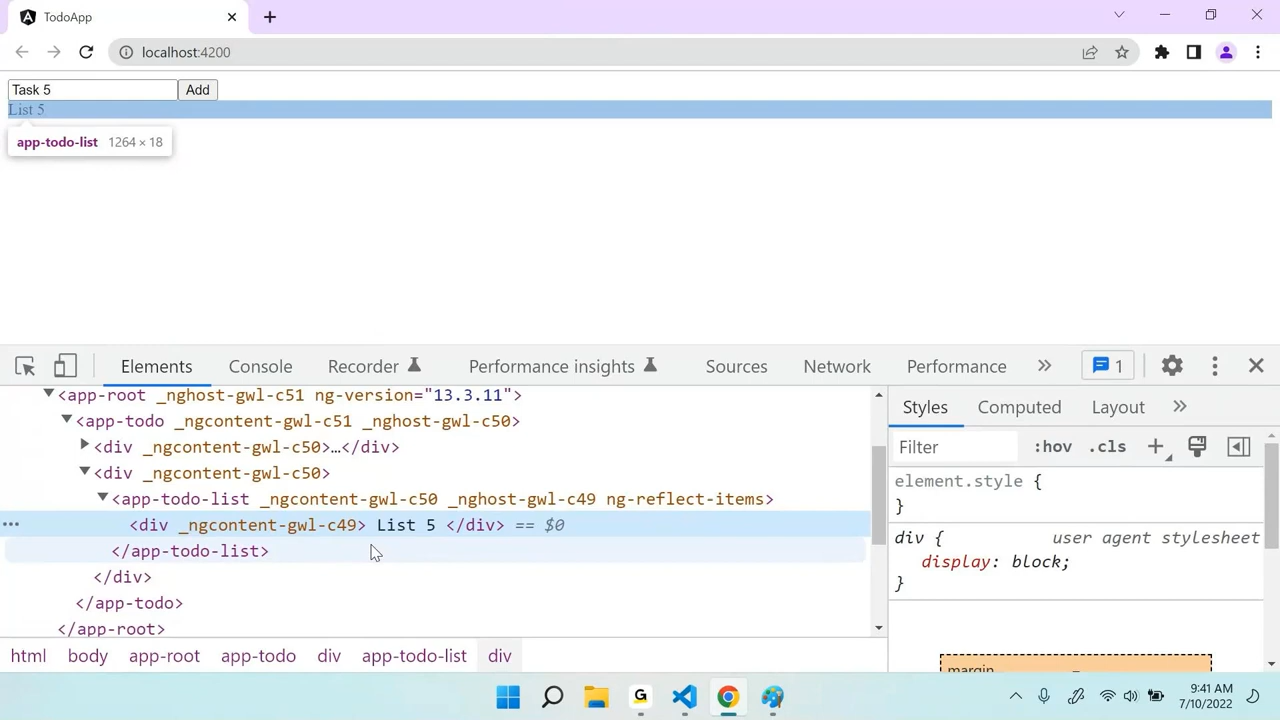 TodoApp
localhost:4200
Task 5
Add
List 5
app-todo-list 1264 × 18
Elements Console Recorder Performance insights Sources Network Performance 1
<app-root _nghost-gwl-c51 ng-version="13.3.11">
<app-todo _ngcontent-gwl-c51 _nghost-gwl-c50>
<div _ngcontent-gwl-c50>…</div>
<div _ngcontent-gwl-c50>
<app-todo-list _ngcontent-gwl-c50 _nghost-gwl-c49 ng-reflect-items>
<div _ngcontent-gwl-c49> List 5 </div> == $0
</app-todo-list>
</div>
</app-todo>
</app-root>
html body app-root app-todo div app-todo-list div
Styles Computed Layout
Filter :hov .cls
element.style {
}
div { user agent stylesheet
display: block;
}
margin
9:41 AM
7/10/2022